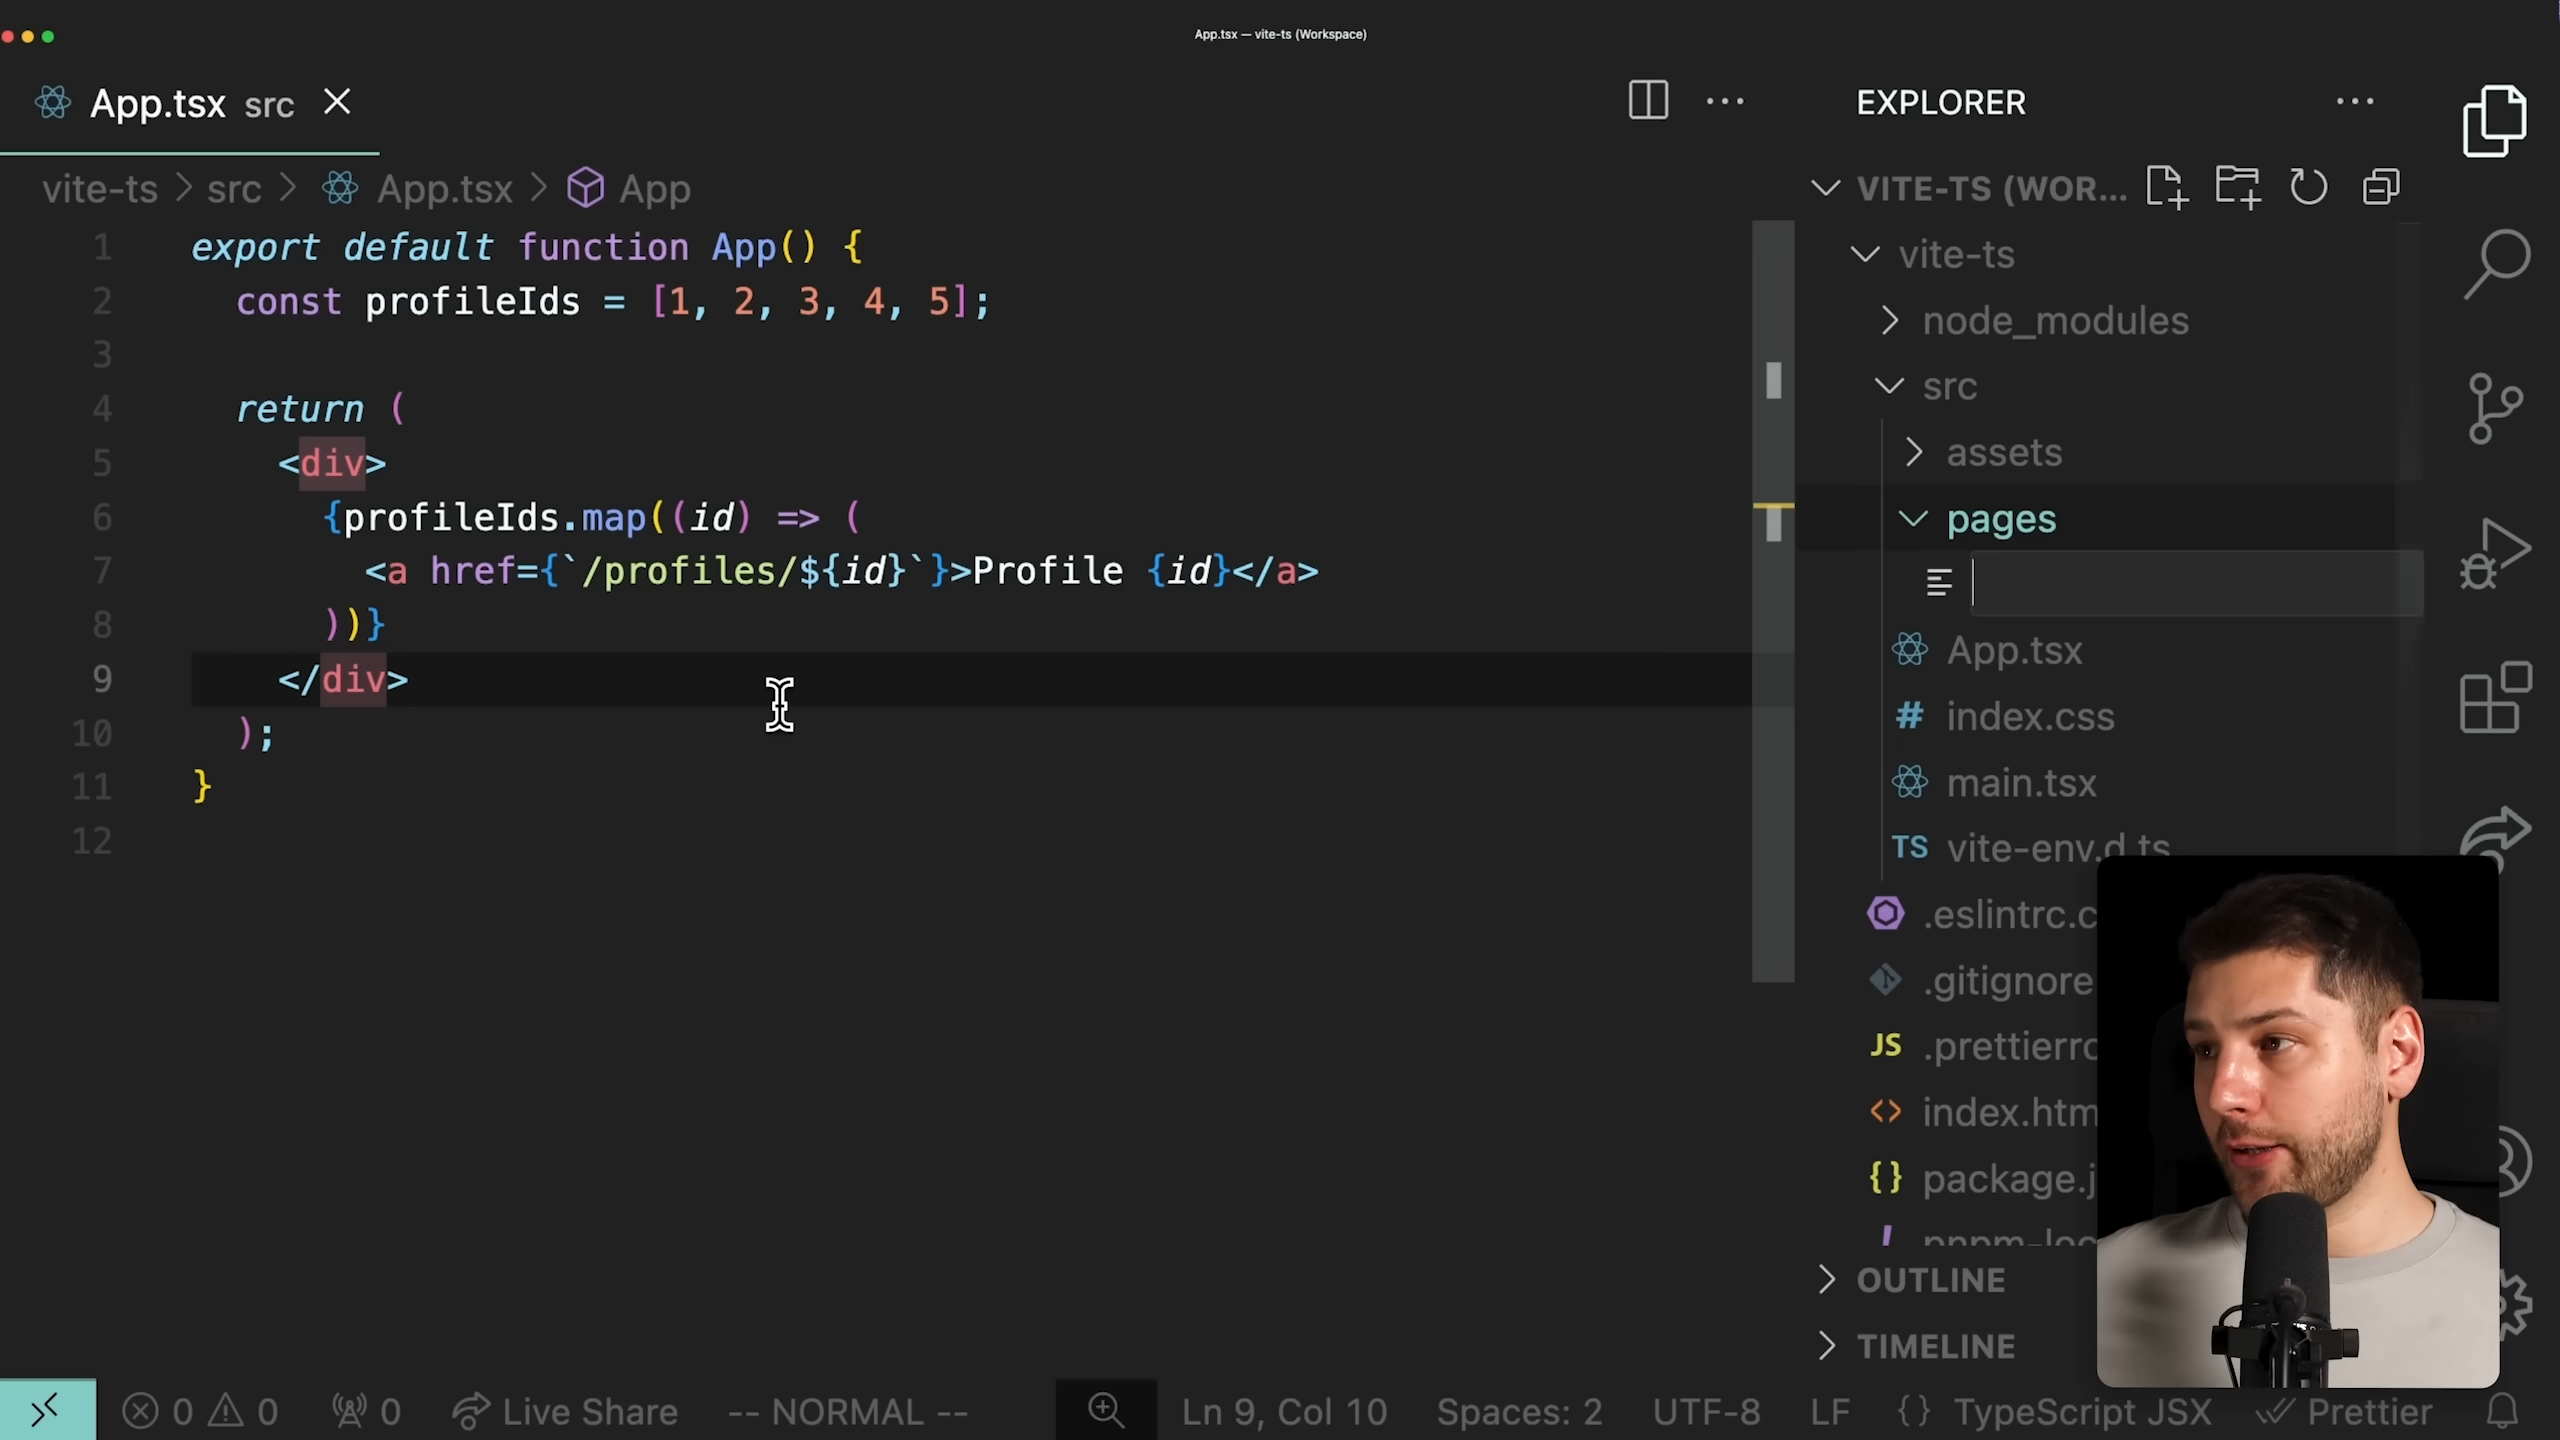 App.tsx — vite-ts (Workspace)
App.tsx src
vite-ts > src > App.tsx > App
1 export default function App() {
2 const profileIds = [1, 2, 3, 4, 5];
3
4 return (
5 <div>
6 {profileIds.map((id) => (
7 <a href={`/profiles/${id}`}>Profile {id}</a>
8 ))}
9 </div>
10 );
11 }
12
EXPLORER
VITE-TS (WOR...
vite-ts
node_modules
src
assets
pages
App.tsx
# index.css
main.tsx
TS vite-env.d.ts
.eslintrc.c
.gitignore
JS .prettierrc
<> index.htm
{} package.j
OUTLINE
TIMELINE
0 0 0 Live Share -- NORMAL -- Ln 9, Col 10 Spaces: 2 UTF-8 LF {} TypeScript JSX Prettier